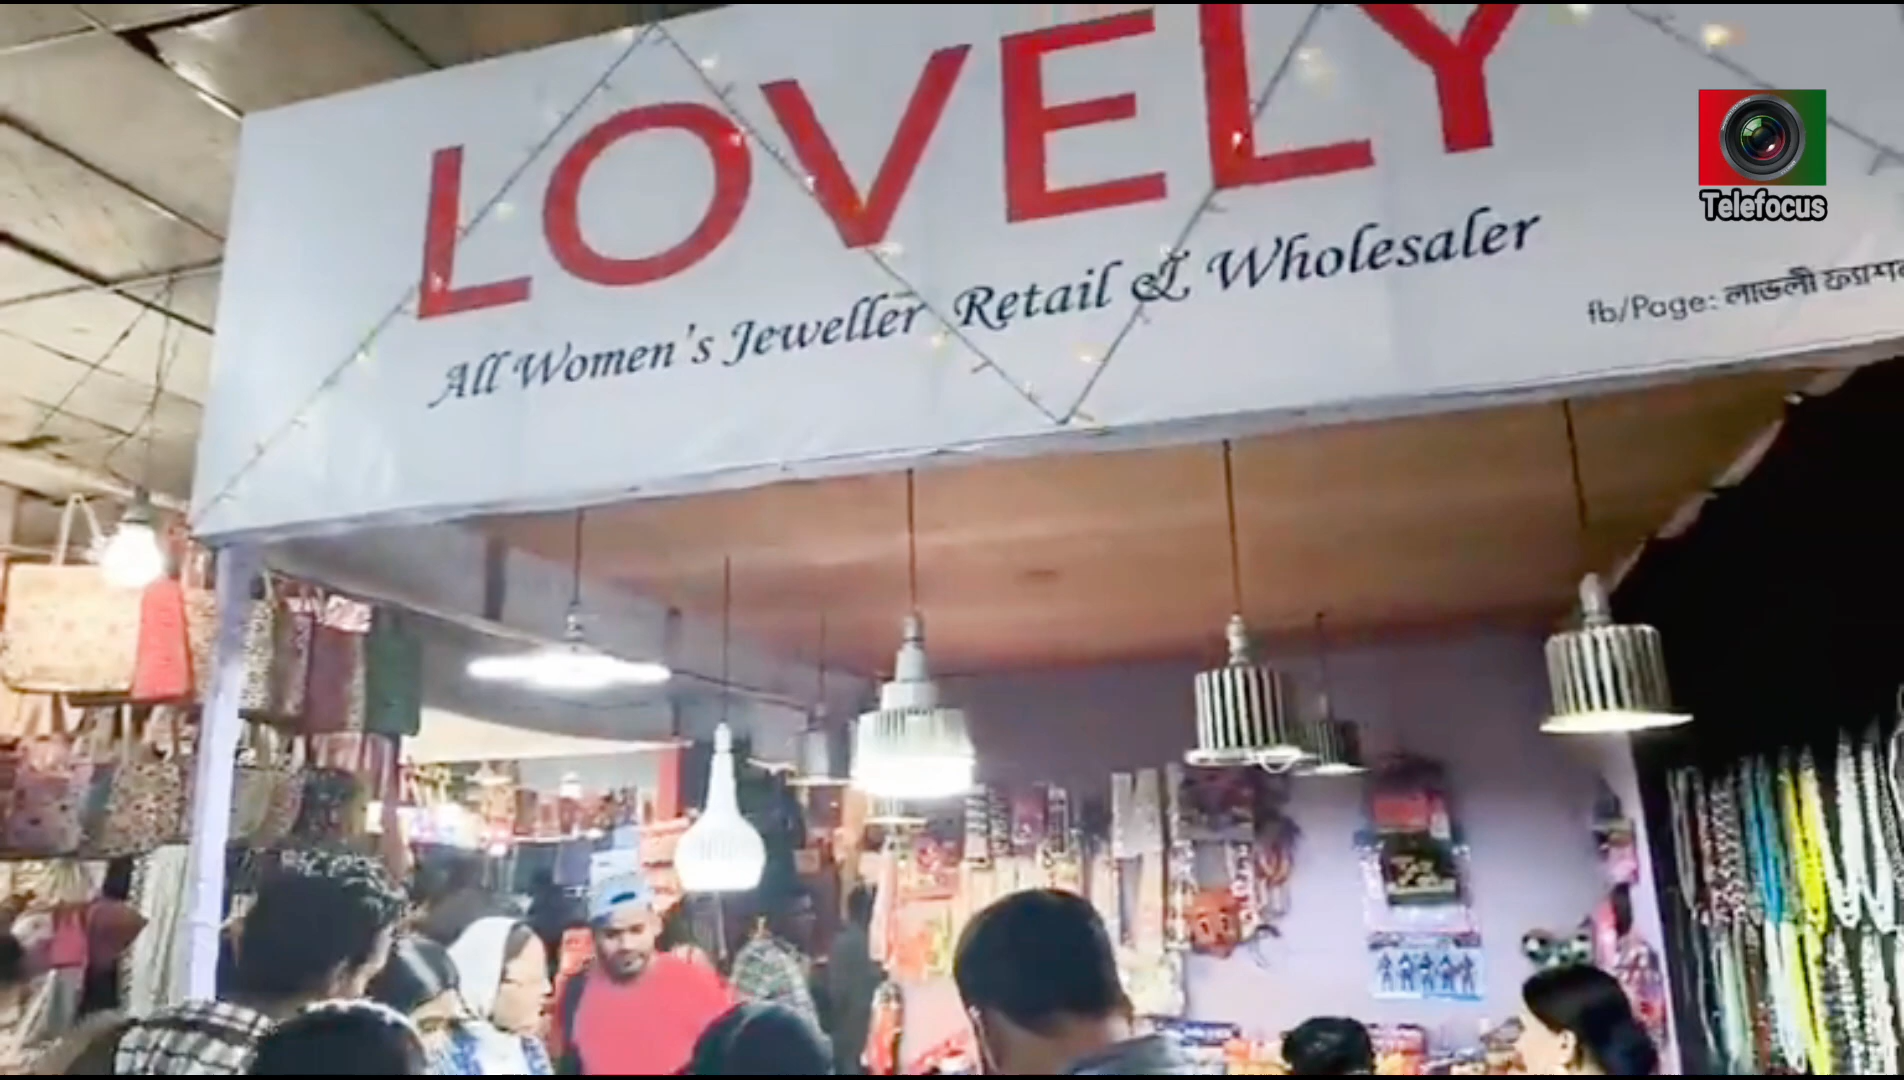 LOVELY
Telefocus
All Women's Jeweller Retail & Wholesaler
fb/Page: লাভলী